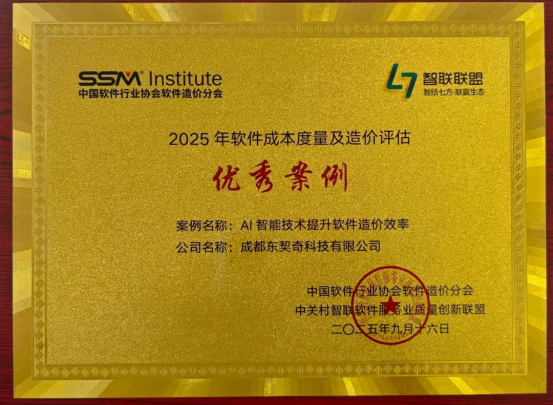 SSM® Institute
中国软件行业协会软件造价分会
L7 智联联盟
智结七方·联赢生态
2025 年软件成本度量及造价评估
优秀案例
案例名称：AI 智能技术提升软件造价效率
公司名称：成都东契奇科技有限公司
中国软件行业协会软件造价分会
中关村智联软件服务业质量创新联盟
二〇二五年九月十六日